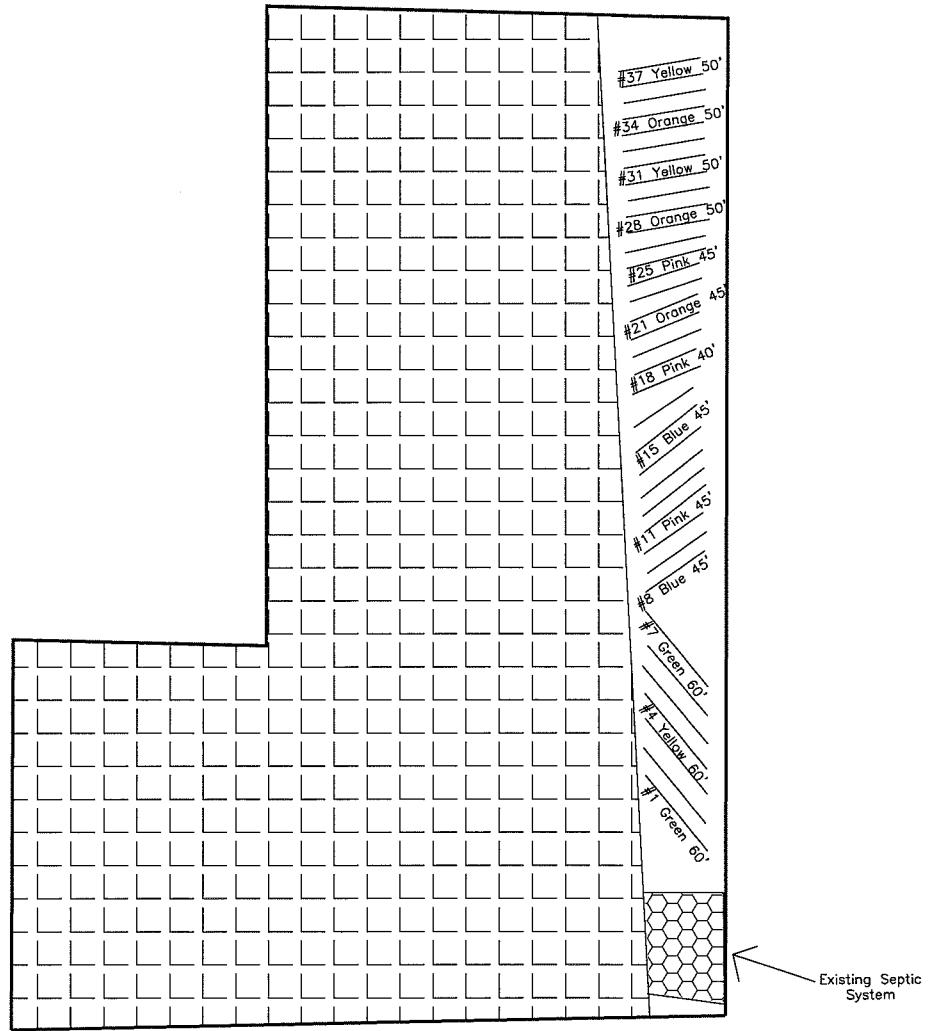 #37 Yellow 50'
#34 Orange 50'
#31 Yellow 50'
#28 Orange 50'
#25 Pink 45'
#21 Orange 45'
#18 Pink 40'
#15 Blue 45'
#11 Pink 45'
#8 Blue 45'
#7 Green 60'
#4 Yellow 60'
#1 Green 60'
Existing Septic
System